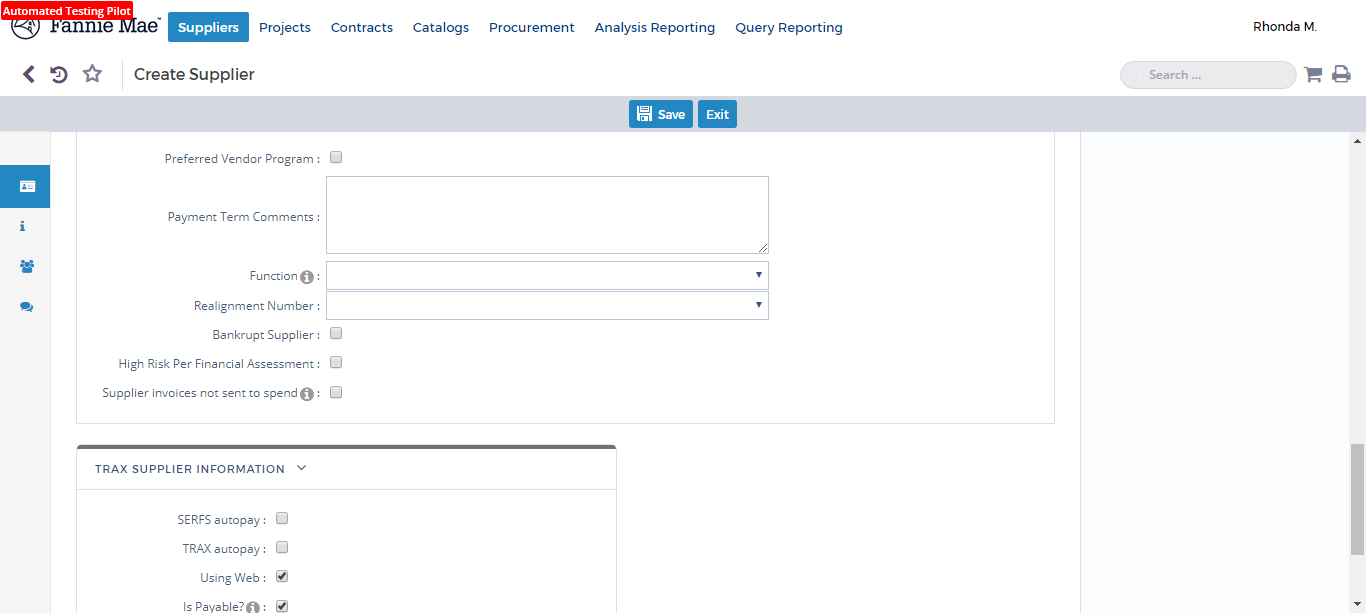 Automated Testing Pilot
Fannie Mae
Suppliers Projects Contracts Catalogs Procurement Analysis Reporting Query Reporting
Rhonda M.
Create Supplier
Search ...
Save Exit
Preferred Vendor Program :
Payment Term Comments :
Function :
Realignment Number :
Bankrupt Supplier :
High Risk Per Financial Assessment :
Supplier invoices not sent to spend :
TRAX SUPPLIER INFORMATION
SERFS autopay :
TRAX autopay :
Using Web :
Is Payable? :